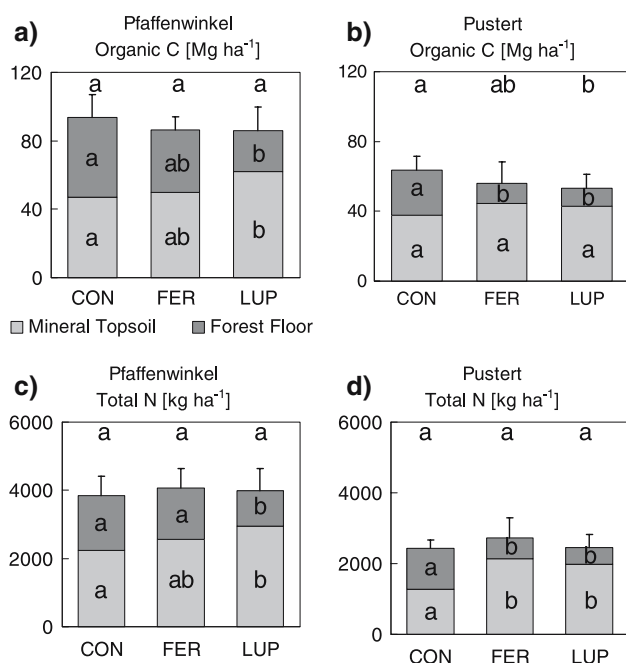 a)
Pfaffenwinkel
Organic C [Mg ha⁻¹]
120
80
40
0
a a a
a ab b
a ab b
CON FER LUP
b)
Pustert
Organic C [Mg ha⁻¹]
120
80
40
0
a ab b
a b b
a a a
CON FER LUP
Mineral Topsoil Forest Floor
c)
Pfaffenwinkel
Total N [kg ha⁻¹]
6000
4000
2000
0
a a a
a a b
a ab b
CON FER LUP
d)
Pustert
Total N [kg ha⁻¹]
6000
4000
2000
0
a a a
a b b
a b b
CON FER LUP